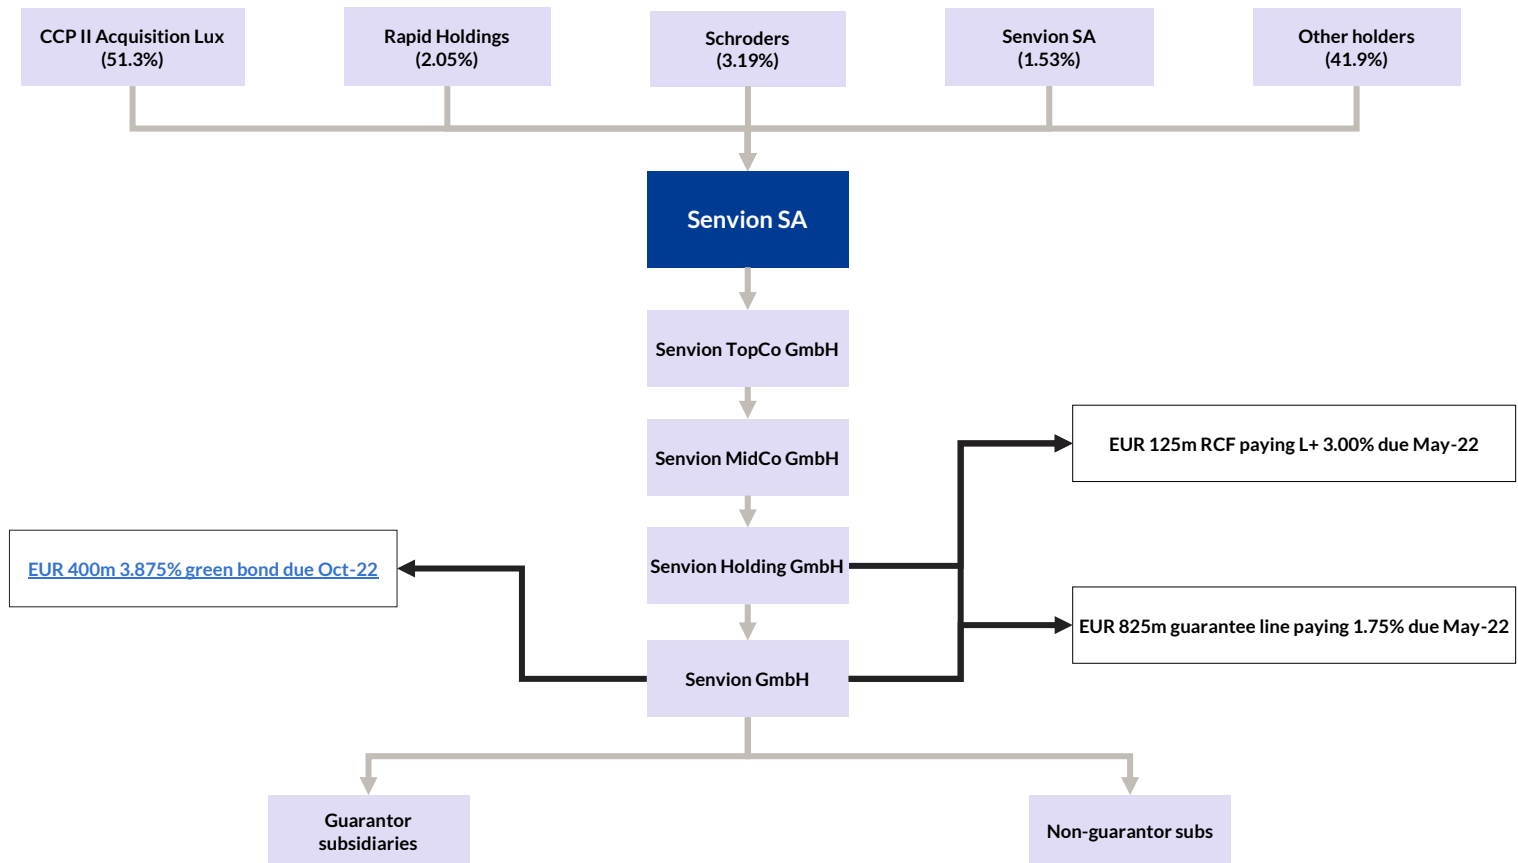 CCP II Acquisition Lux
(51.3%)
Rapid Holdings
(2.05%)
Schroders
(3.19%)
Senvion SA
(1.53%)
Other holders
(41.9%)
Senvion SA
Senvion TopCo GmbH
Senvion MidCo GmbH
EUR 125m RCF paying L+ 3.00% due May-22
Senvion Holding GmbH
EUR 400m 3.875% green bond due Oct-22
EUR 825m guarantee line paying 1.75% due May-22
Senvion GmbH
Guarantor
subsidiaries
Non-guarantor subs